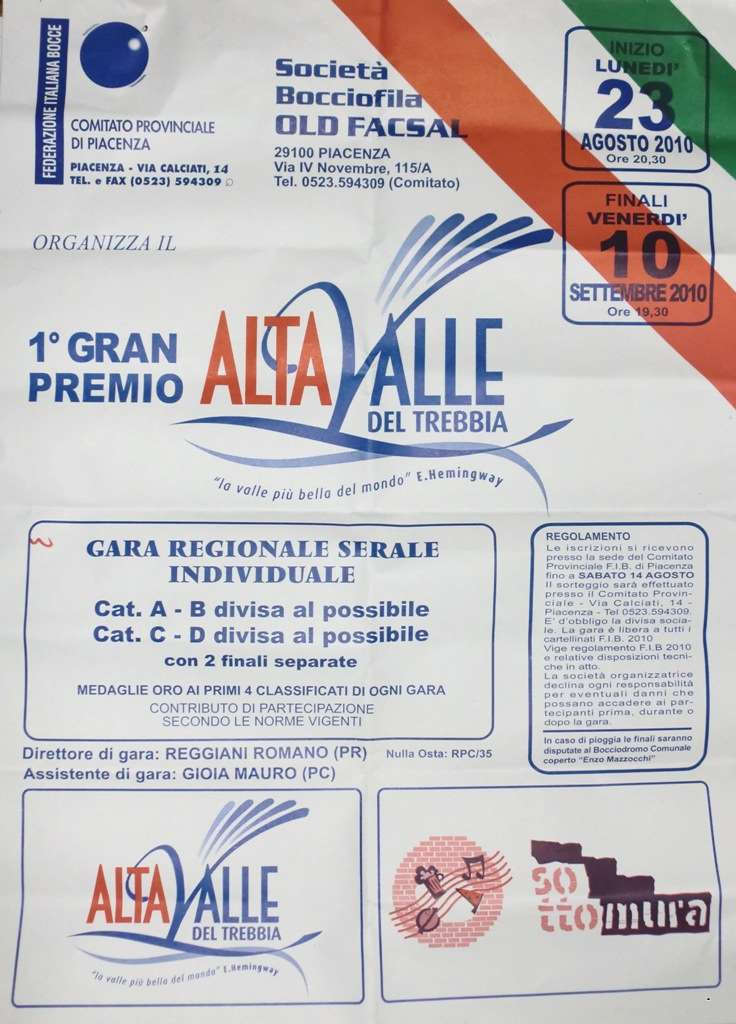 FEDERAZIONE ITALIANA BOCCE
COMITATO PROVINCIALE
DI PIACENZA
PIACENZA - VIA CALCIATI, 14
TEL. e FAX (0523) 594309
Società
Bocciofila
OLD FACSAL
29100 PIACENZA
Via IV Novembre, 115/A
Tel. 0523.594309 (Comitato)
INIZIO
LUNEDI'
23
AGOSTO 2010
Ore 20,30
FINALI
VENERDI'
10
SETTEMBRE 2010
Ore 19,30
ORGANIZZA IL
1° GRAN
PREMIO
ALTA VALLE
DEL TREBBIA
"la valle più bella del mondo" E.Hemingway
GARA REGIONALE SERALE
INDIVIDUALE
Cat. A - B divisa al possibile
Cat. C - D divisa al possibile
con 2 finali separate
MEDAGLIE ORO AI PRIMI 4 CLASSIFICATI DI OGNI GARA
CONTRIBUTO DI PARTECIPAZIONE
SECONDO LE NORME VIGENTI
REGOLAMENTO
Le iscrizioni si ricevono
presso la sede del Comitato
Provinciale F.I.B. di Piacenza
fino a SABATO 14 AGOSTO
Il sorteggio sarà effettuato
presso il Comitato Provin-
ciale - Via Calciati, 14 -
Piacenza - Tel 0523.594309.
E' d'obbligo la divisa socia-
le. La gara è libera a tutti i
cartellinati F.I.B. 2010
Vige regolamento F.I.B 2010
e relative disposizioni tecni-
che in atto.
La società organizzatrice
declina ogni responsabilità
per eventuali danni che
possano accadere ai par-
tecipanti prima, durante o
dopo la gara.
In caso di pioggia le finali saranno
disputate al Bocciodromo Comunale
coperto "Enzo Mazzocchi"
Direttore di gara: REGGIANI ROMANO (PR) Nulla Osta: RPC/35
Assistente di gara: GIOIA MAURO (PC)
ALTA VALLE
DEL TREBBIA
"la valle più bella del mondo" E.Hemingway
so
ttomura